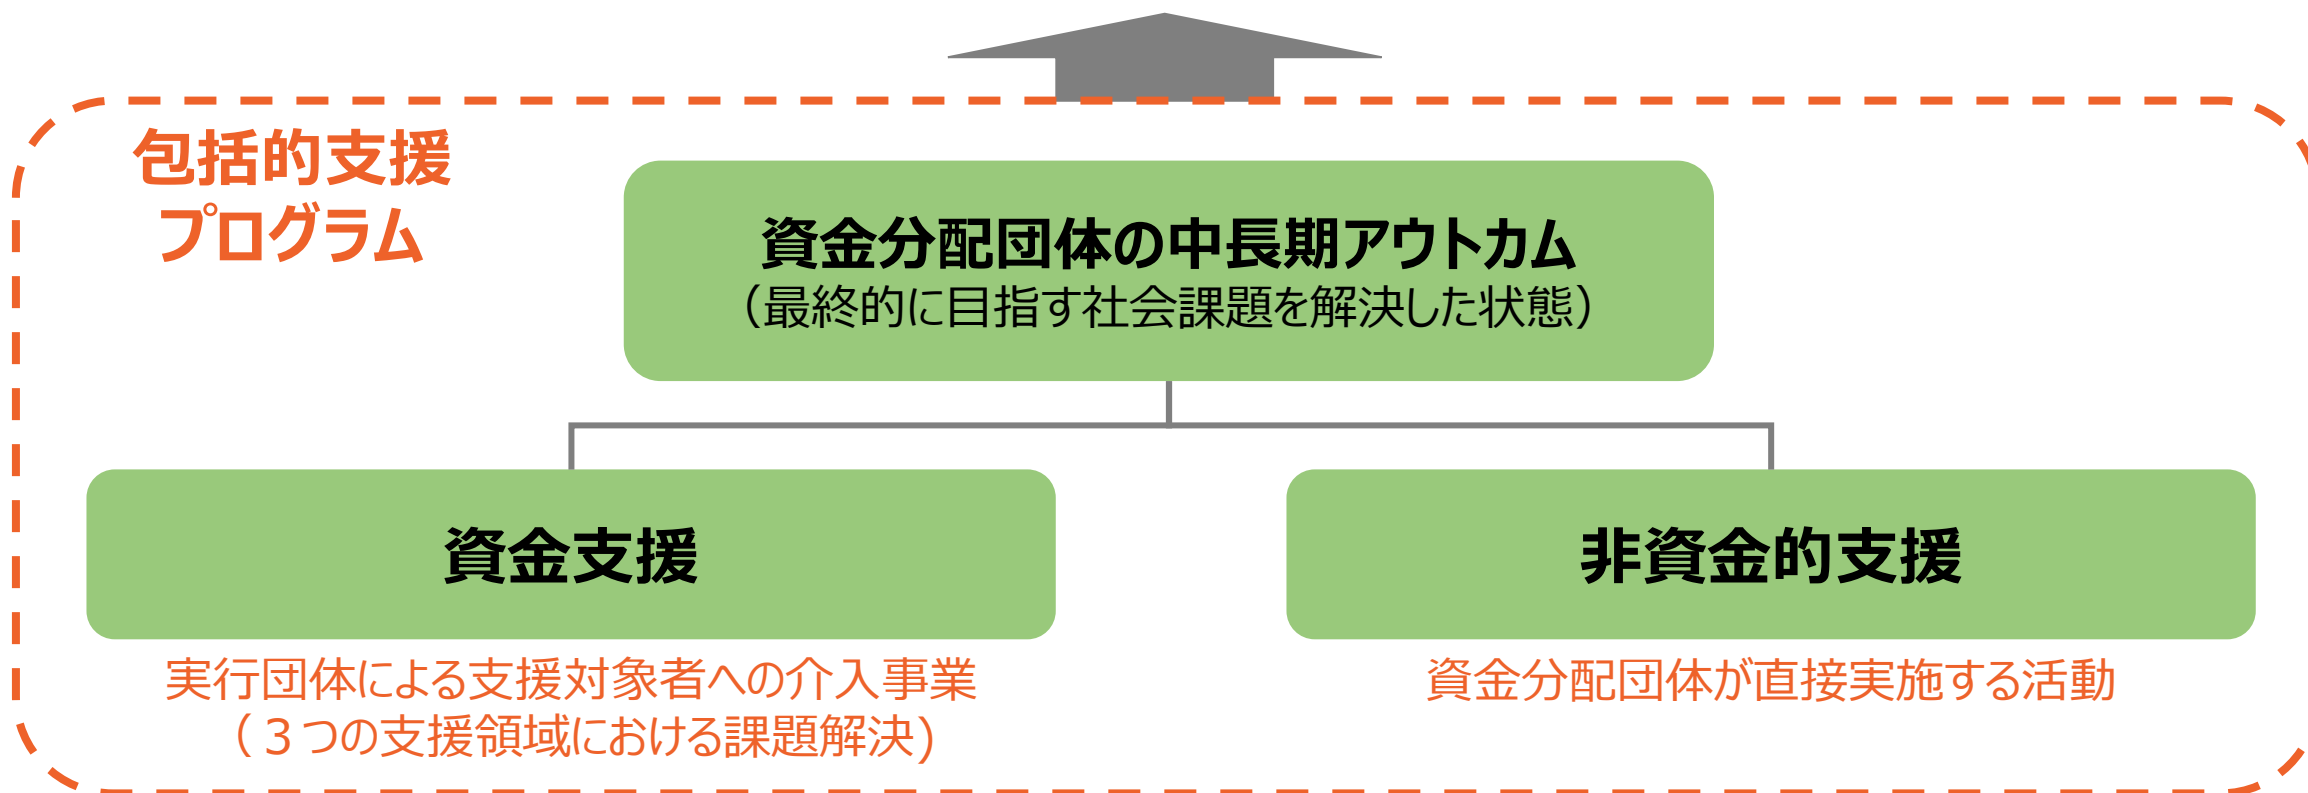 包括的支援
プログラム
資金分配団体の中長期アウトカム
（最終的に目指す社会課題を解決した状態）
資金支援
非資金的支援
実行団体による支援対象者への介入事業
（３つの支援領域における課題解決）
資金分配団体が直接実施する活動